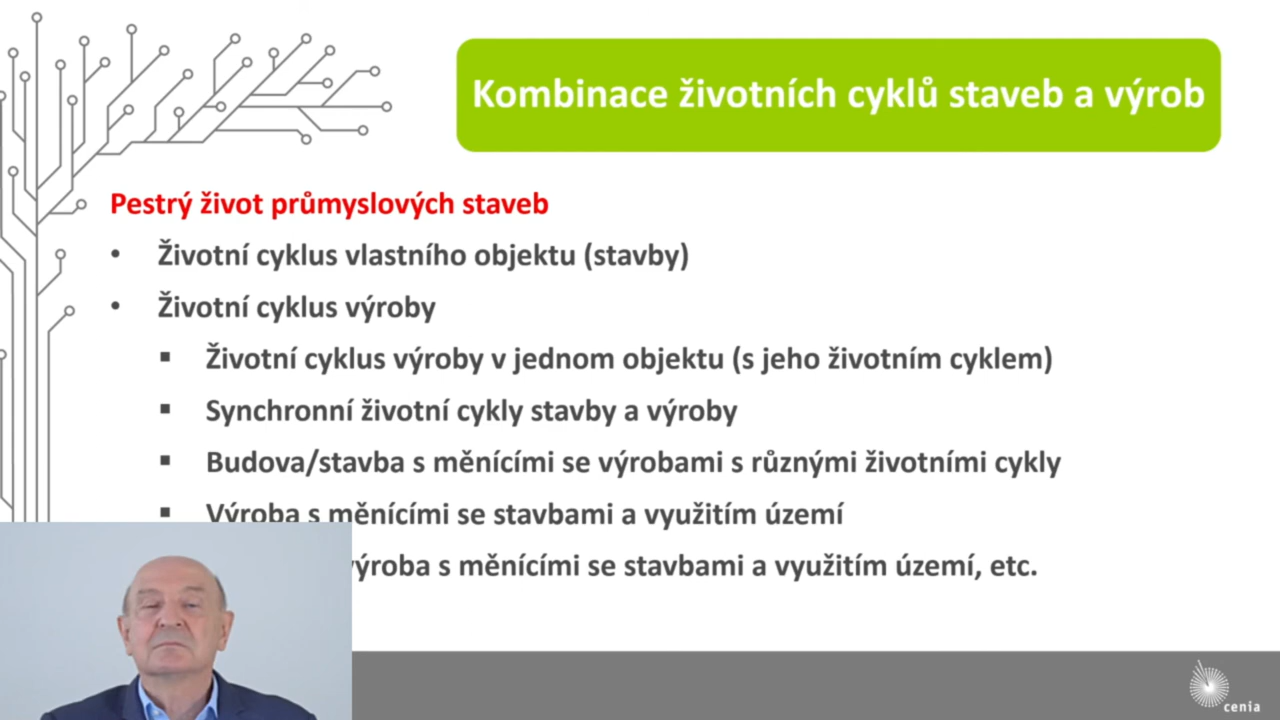 Kombinace životních cyklů staveb a výrob
Pestrý život průmyslových staveb
• Životní cyklus vlastního objektu (stavby)
• Životní cyklus výroby
▪ Životní cyklus výroby v jednom objektu (s jeho životním cyklem)
▪ Synchronní životní cykly stavby a výroby
▪ Budova/stavba s měnícími se výrobami s různými životními cykly
▪ Výroba s měnícími se stavbami a využitím území
výroba s měnícími se stavbami a využitím území, etc.
cenia